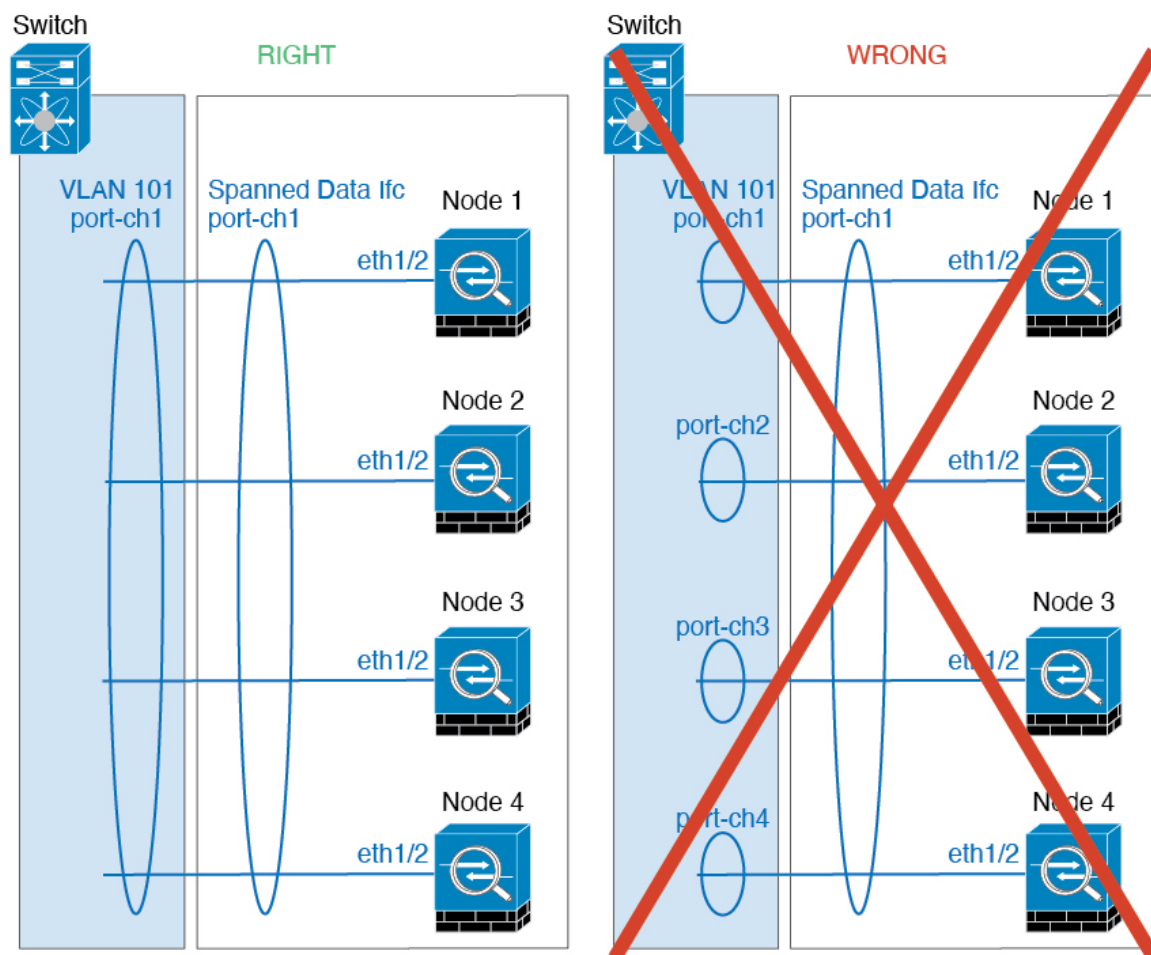 Switch
RIGHT
VLAN 101
port-ch1
Spanned Data Ifc
port-ch1
Node 1
eth1/2
Node 2
eth1/2
Node 3
eth1/2
Node 4
eth1/2
Switch
WRONG
VLAN 101
port-ch1
Spanned Data Ifc
port-ch1
Node 1
eth1/2
port-ch2
Node 2
eth1/2
port-ch3
Node 3
eth1/2
port-ch4
Node 4
eth1/2